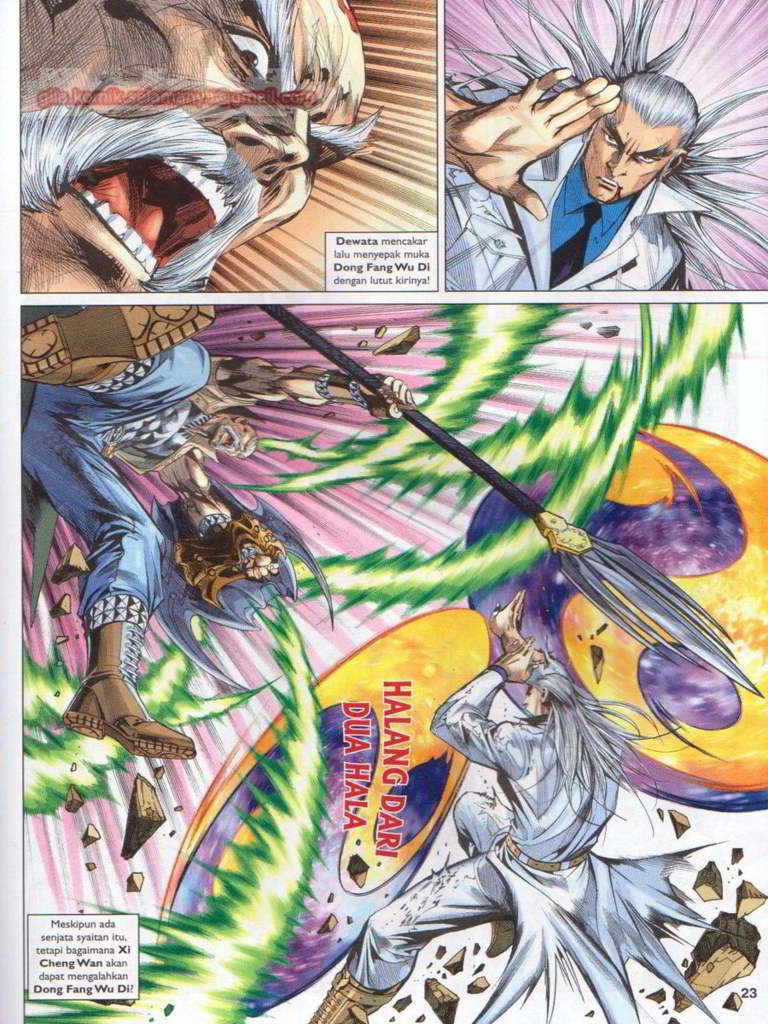 Dewata mencakar
lalu menyepak muka
Dong Fang Wu Di
dengan lutut kirinya!
HALANG DARI
DUA HALA
Meskipun ada
senjata syaitan itu,
tetapi bagaimana Xi
Cheng Wan akan
dapat mengalahkan
Dong Fang Wu Di?
23